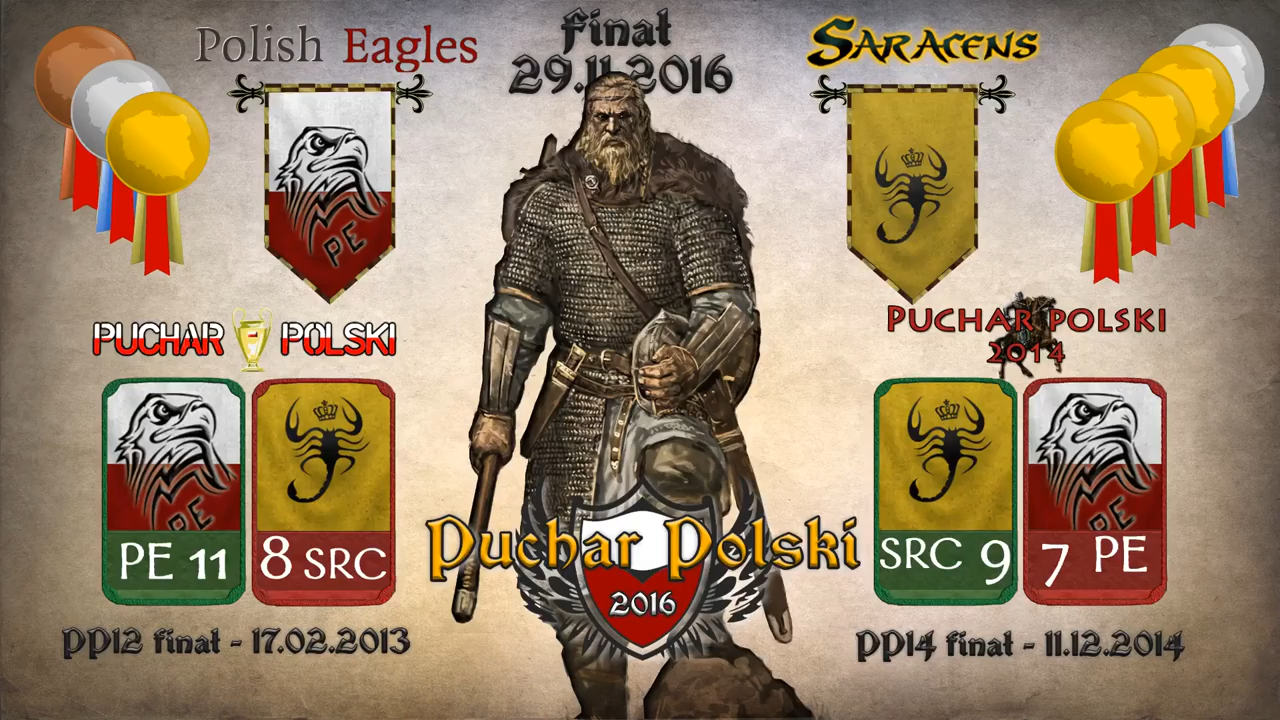 Polish Eagles
Finał
29.11.2016
Saracens
PE
PUCHAR POLSKI
PUCHAR POLSKI
2014
PE
PE 11
8 SRC
SRC 9
PE
7 PE
Puchar Polski
2016
PP12 finał - 17.02.2013
PP14 finał - 11.12.2014